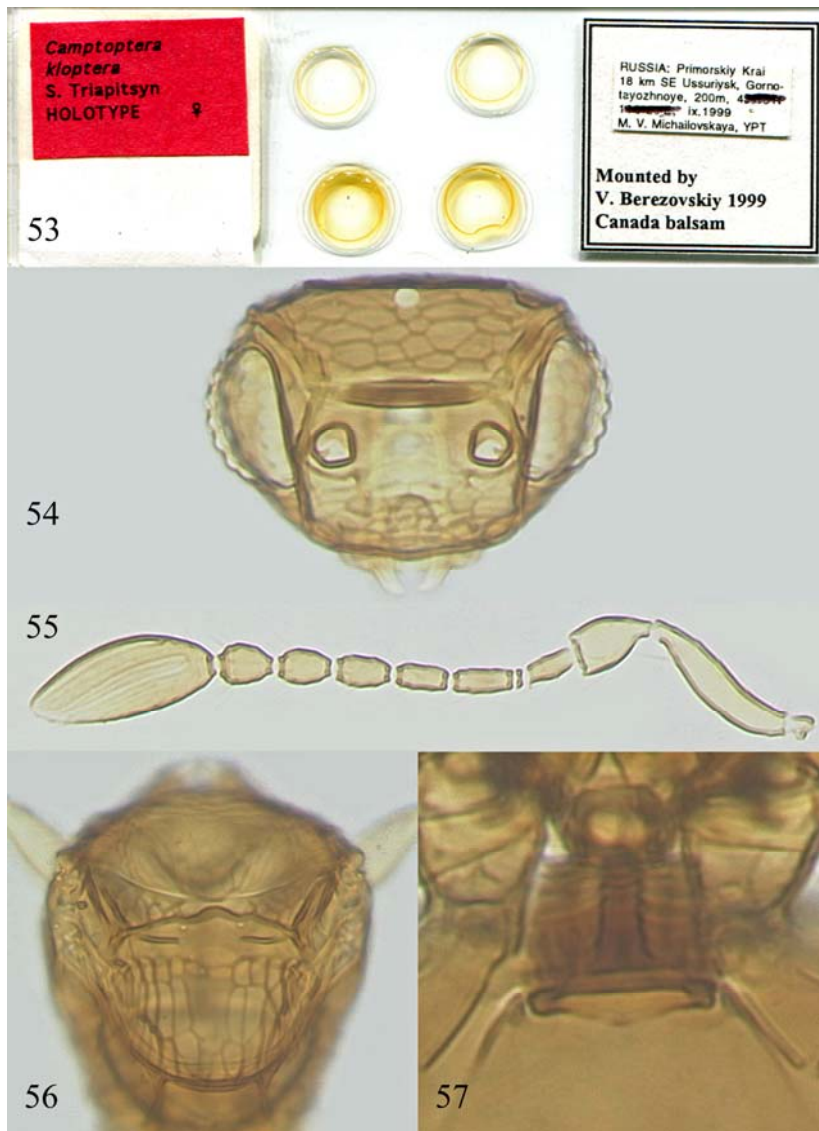 Camptoptera
kloptera
S. Triapitsyn
HOLOTYPE ♀
RUSSIA: Primorskiy Krai
18 km SE Ussuriysk, Gorno-
tayozhnoye, 200m,
ix.1999
M. V. Michailovskaya, YPT
Mounted by
V. Berezovskiy 1999
Canada balsam
53
54
55
56
57